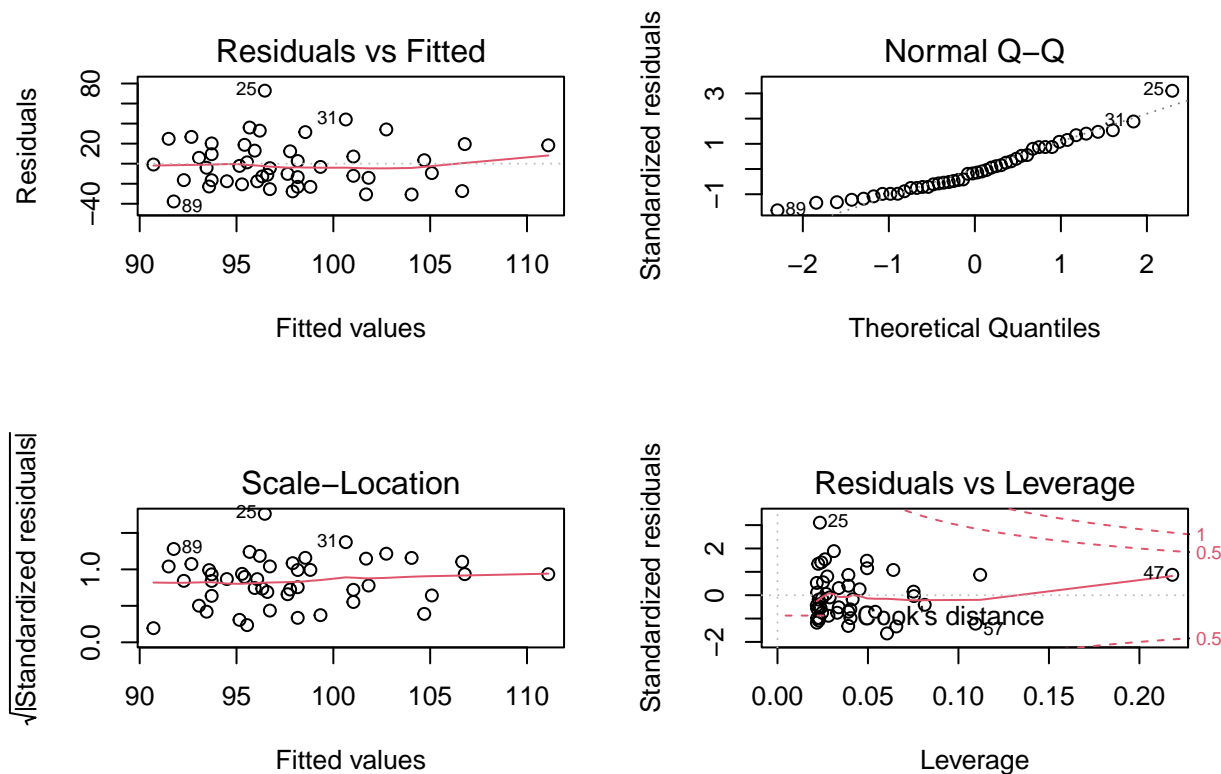 Residuals vs Fitted
Residuals
80
20
−40
25
31
89
90 95 100 105 110
Fitted values
Normal Q−Q
Standardized residuals
3
1
−1
25
31
89
−2 −1 0 1 2
Theoretical Quantiles
Scale−Location
√|Standardized residuals|
1.0
0.0
25
31
89
90 95 100 105 110
Fitted values
Residuals vs Leverage
Standardized residuals
2
0
−2
25
47
57
Cook's distance
1
0.5
0.5
0.00 0.05 0.10 0.15 0.20
Leverage